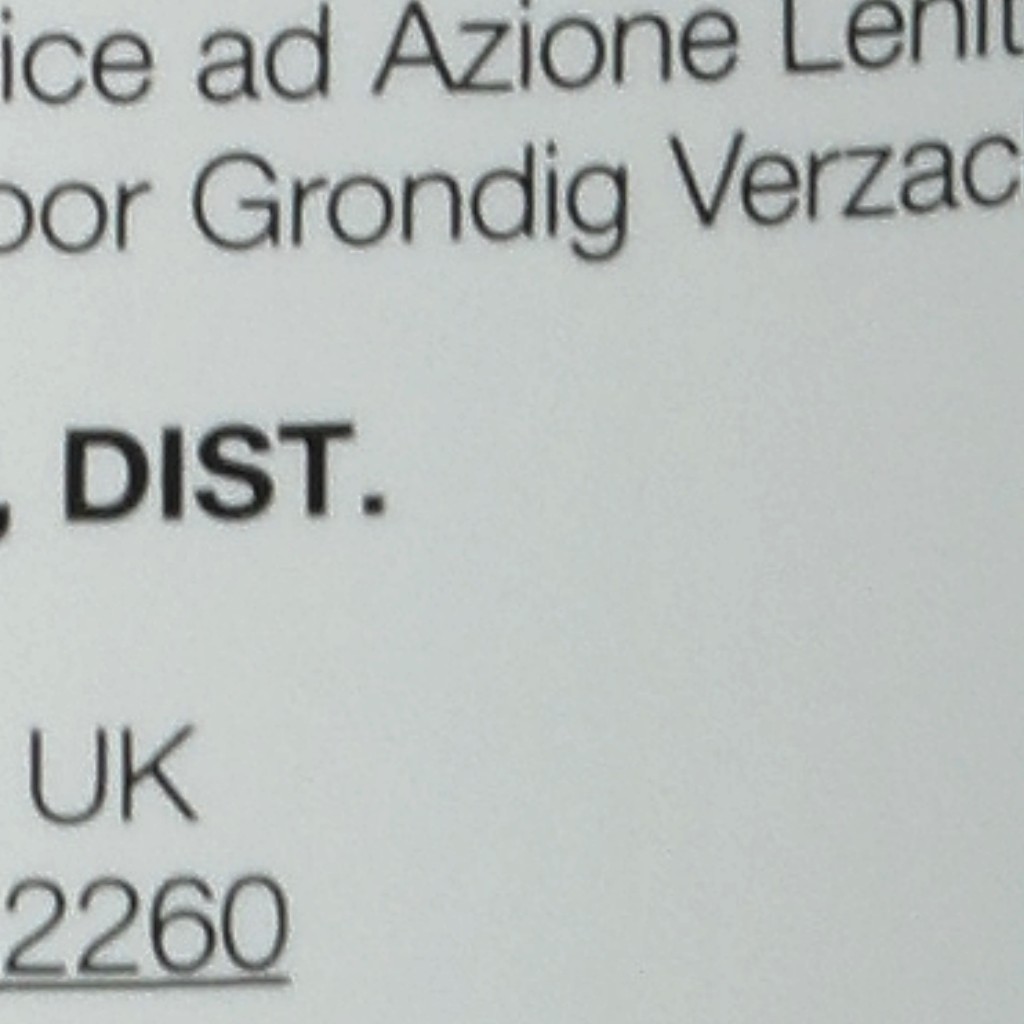 ice ad Azione Lenit
oor Grondig Verzac
, DIST.
UK
2260